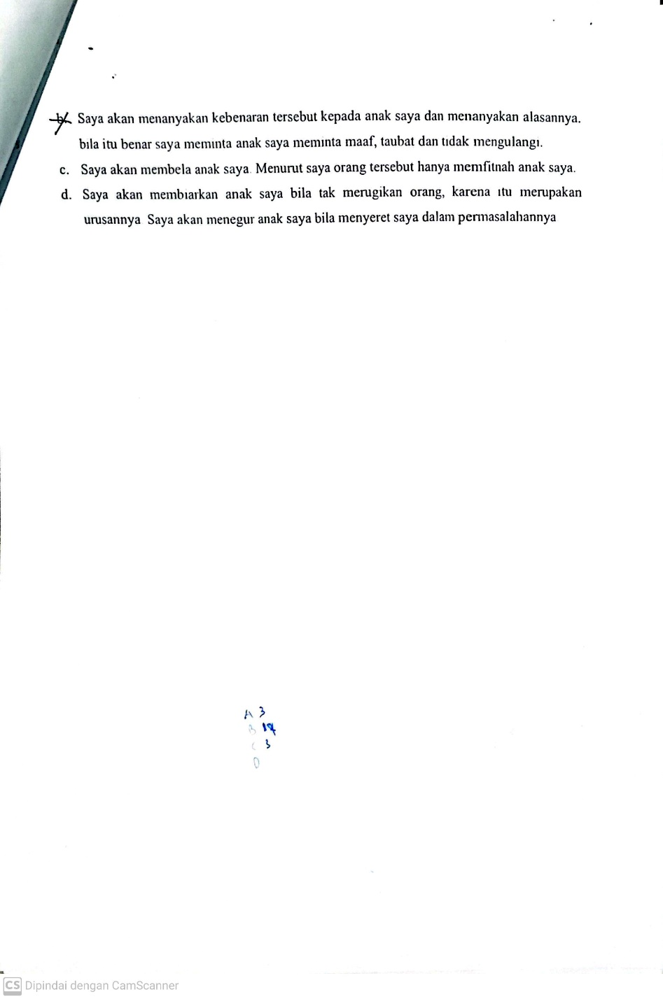 b. Saya akan menanyakan kebenaran tersebut kepada anak saya dan menanyakan alasannya.
bila itu benar saya meminta anak saya meminta maaf, taubat dan tidak mengulangi.
c. Saya akan membela anak saya. Menurut saya orang tersebut hanya memfitnah anak saya.
d. Saya akan membiarkan anak saya bila tak merugikan orang, karena itu merupakan
urusannya Saya akan menegur anak saya bila menyeret saya dalam permasalahannya
A 3
B
C 3
D
CS Dipindai dengan CamScanner